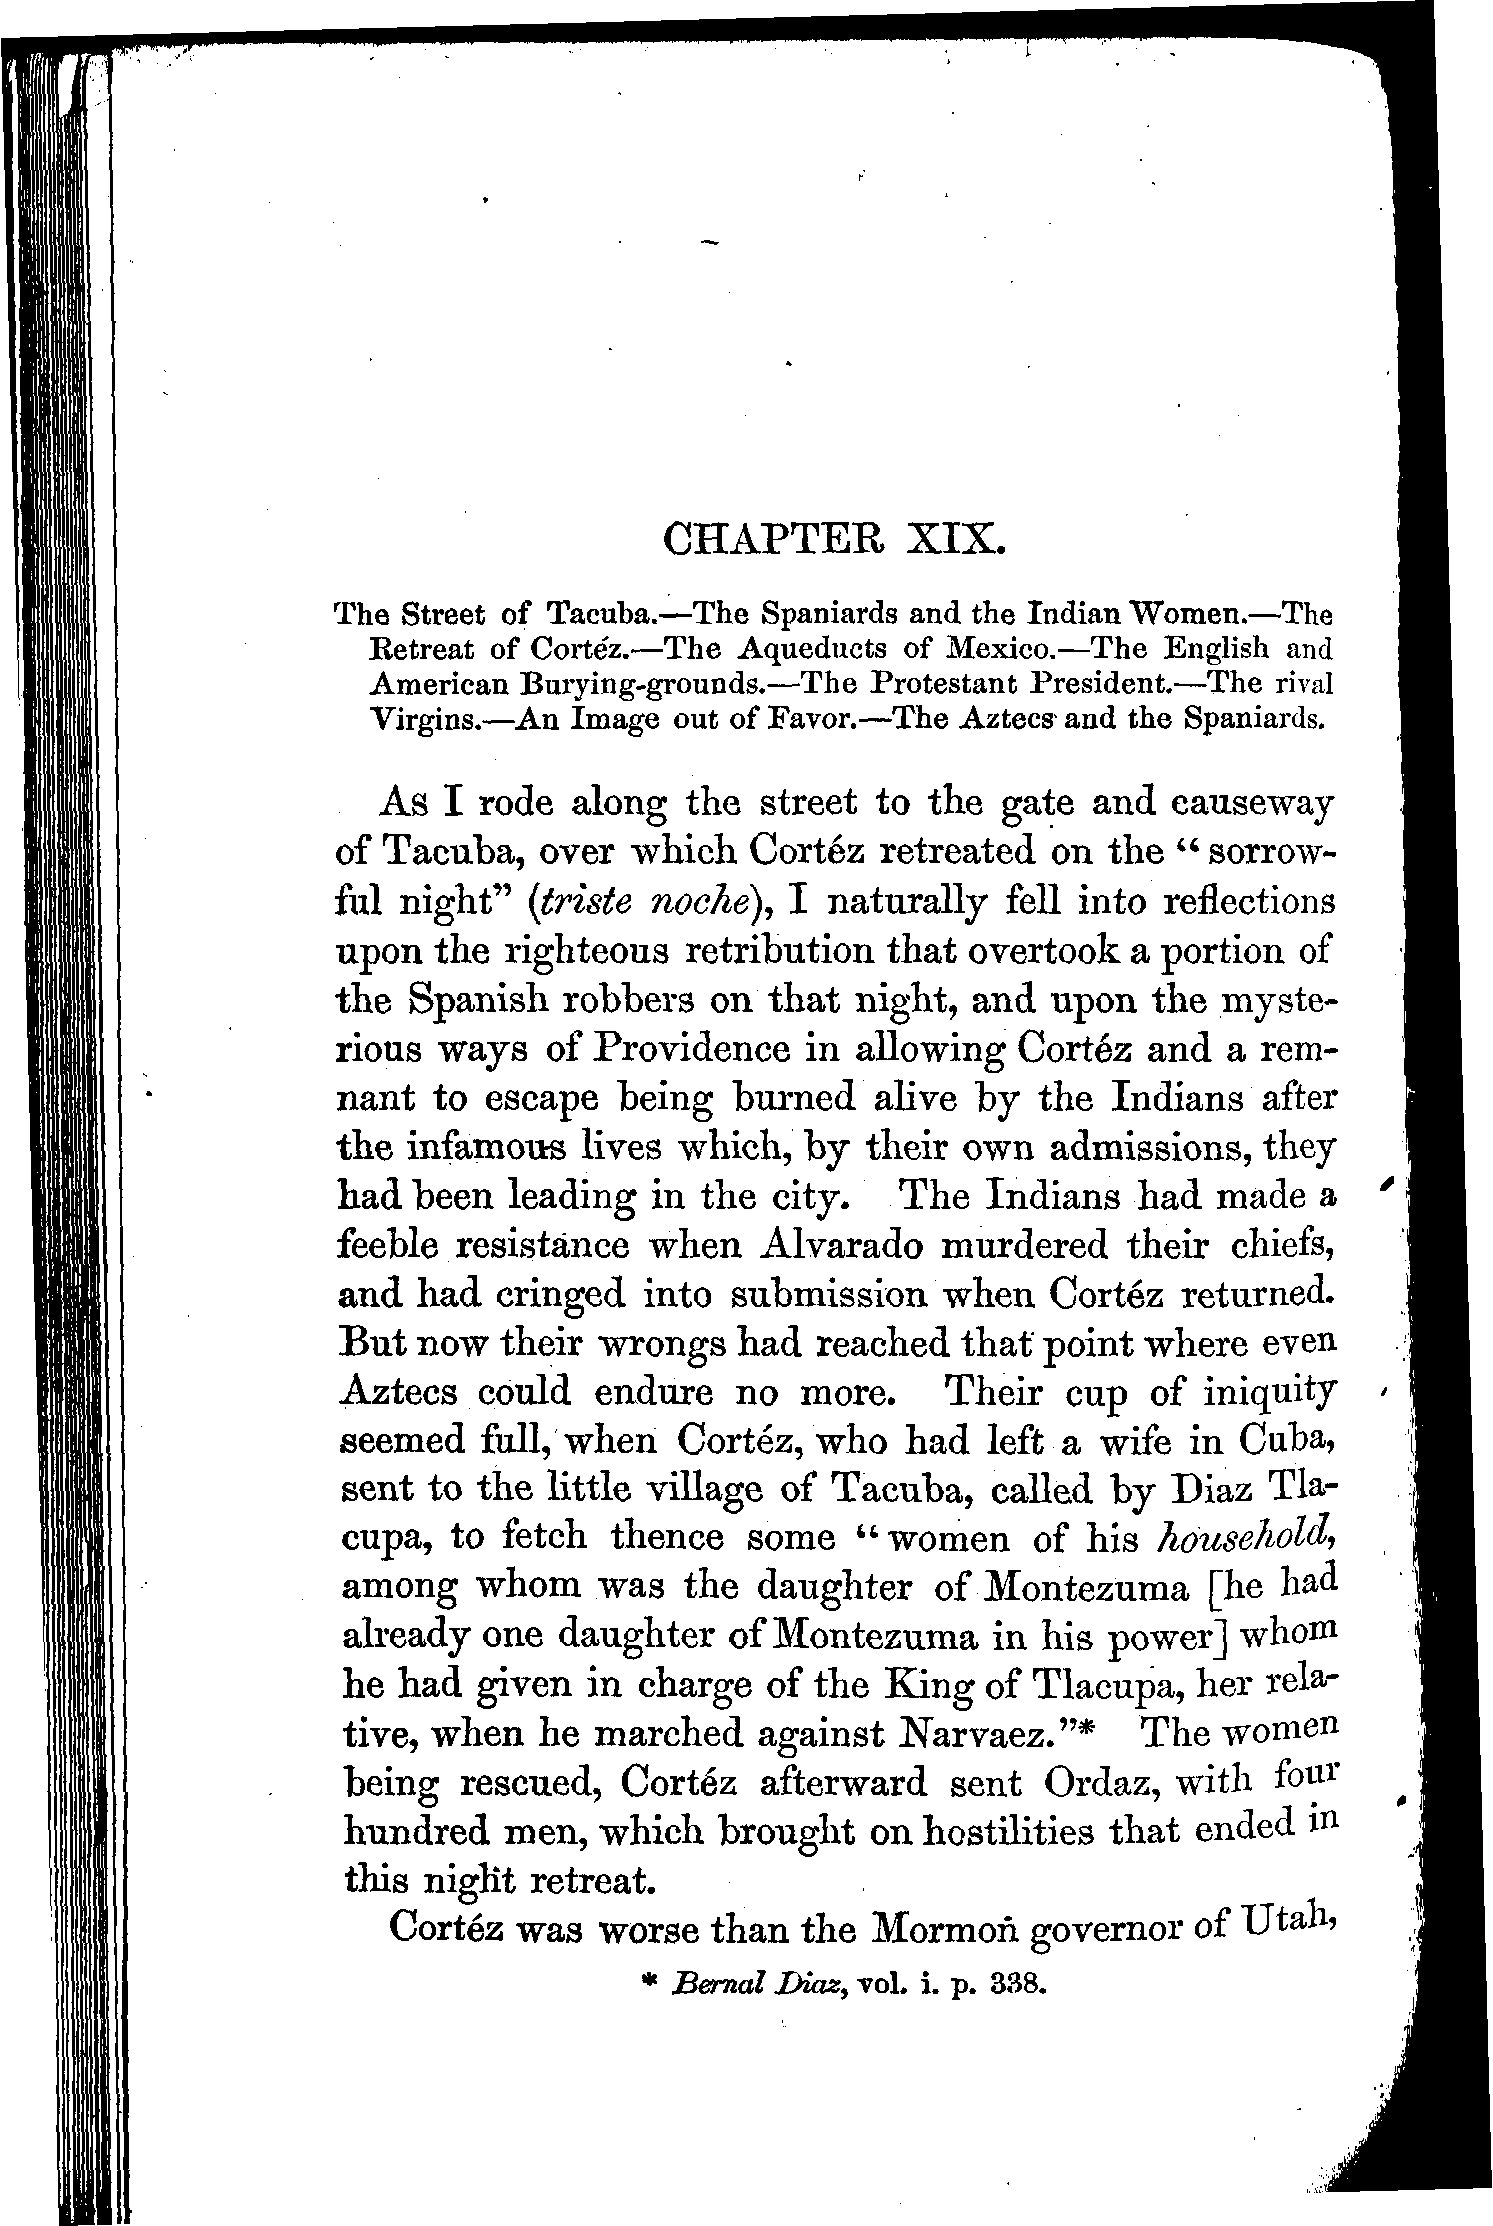 CHAPTER XIX.
The Street of Tacuba.—The Spaniards and the Indian Women.—The
Retreat of Cortéz.—The Aqueducts of Mexico.—The English and
American Burying-grounds.—The Protestant President.—The rival
Virgins.—An Image out of Favor.—The Aztecs and the Spaniards.
As I rode along the street to the gate and causeway
of Tacuba, over which Cortéz retreated on the “sorrow-
ful night” (triste noche), I naturally fell into reflections
upon the righteous retribution that overtook a portion of
the Spanish robbers on that night, and upon the myste-
rious ways of Providence in allowing Cortéz and a rem-
nant to escape being burned alive by the Indians after
the infamous lives which, by their own admissions, they
had been leading in the city. The Indians had made a
feeble resistance when Alvarado murdered their chiefs,
and had cringed into submission when Cortéz returned.
But now their wrongs had reached that point where even
Aztecs could endure no more. Their cup of iniquity
seemed full, when Cortéz, who had left a wife in Cuba,
sent to the little village of Tacuba, called by Diaz Tla-
cupa, to fetch thence some “women of his household,
among whom was the daughter of Montezuma [he had
already one daughter of Montezuma in his power] whom
he had given in charge of the King of Tlacupa, her rela-
tive, when he marched against Narvaez.”* The women
being rescued, Cortéz afterward sent Ordaz, with four
hundred men, which brought on hostilities that ended in
this night retreat.
Cortéz was worse than the Mormon governor of Utah,
* Bernal Diaz, vol. i. p. 338.